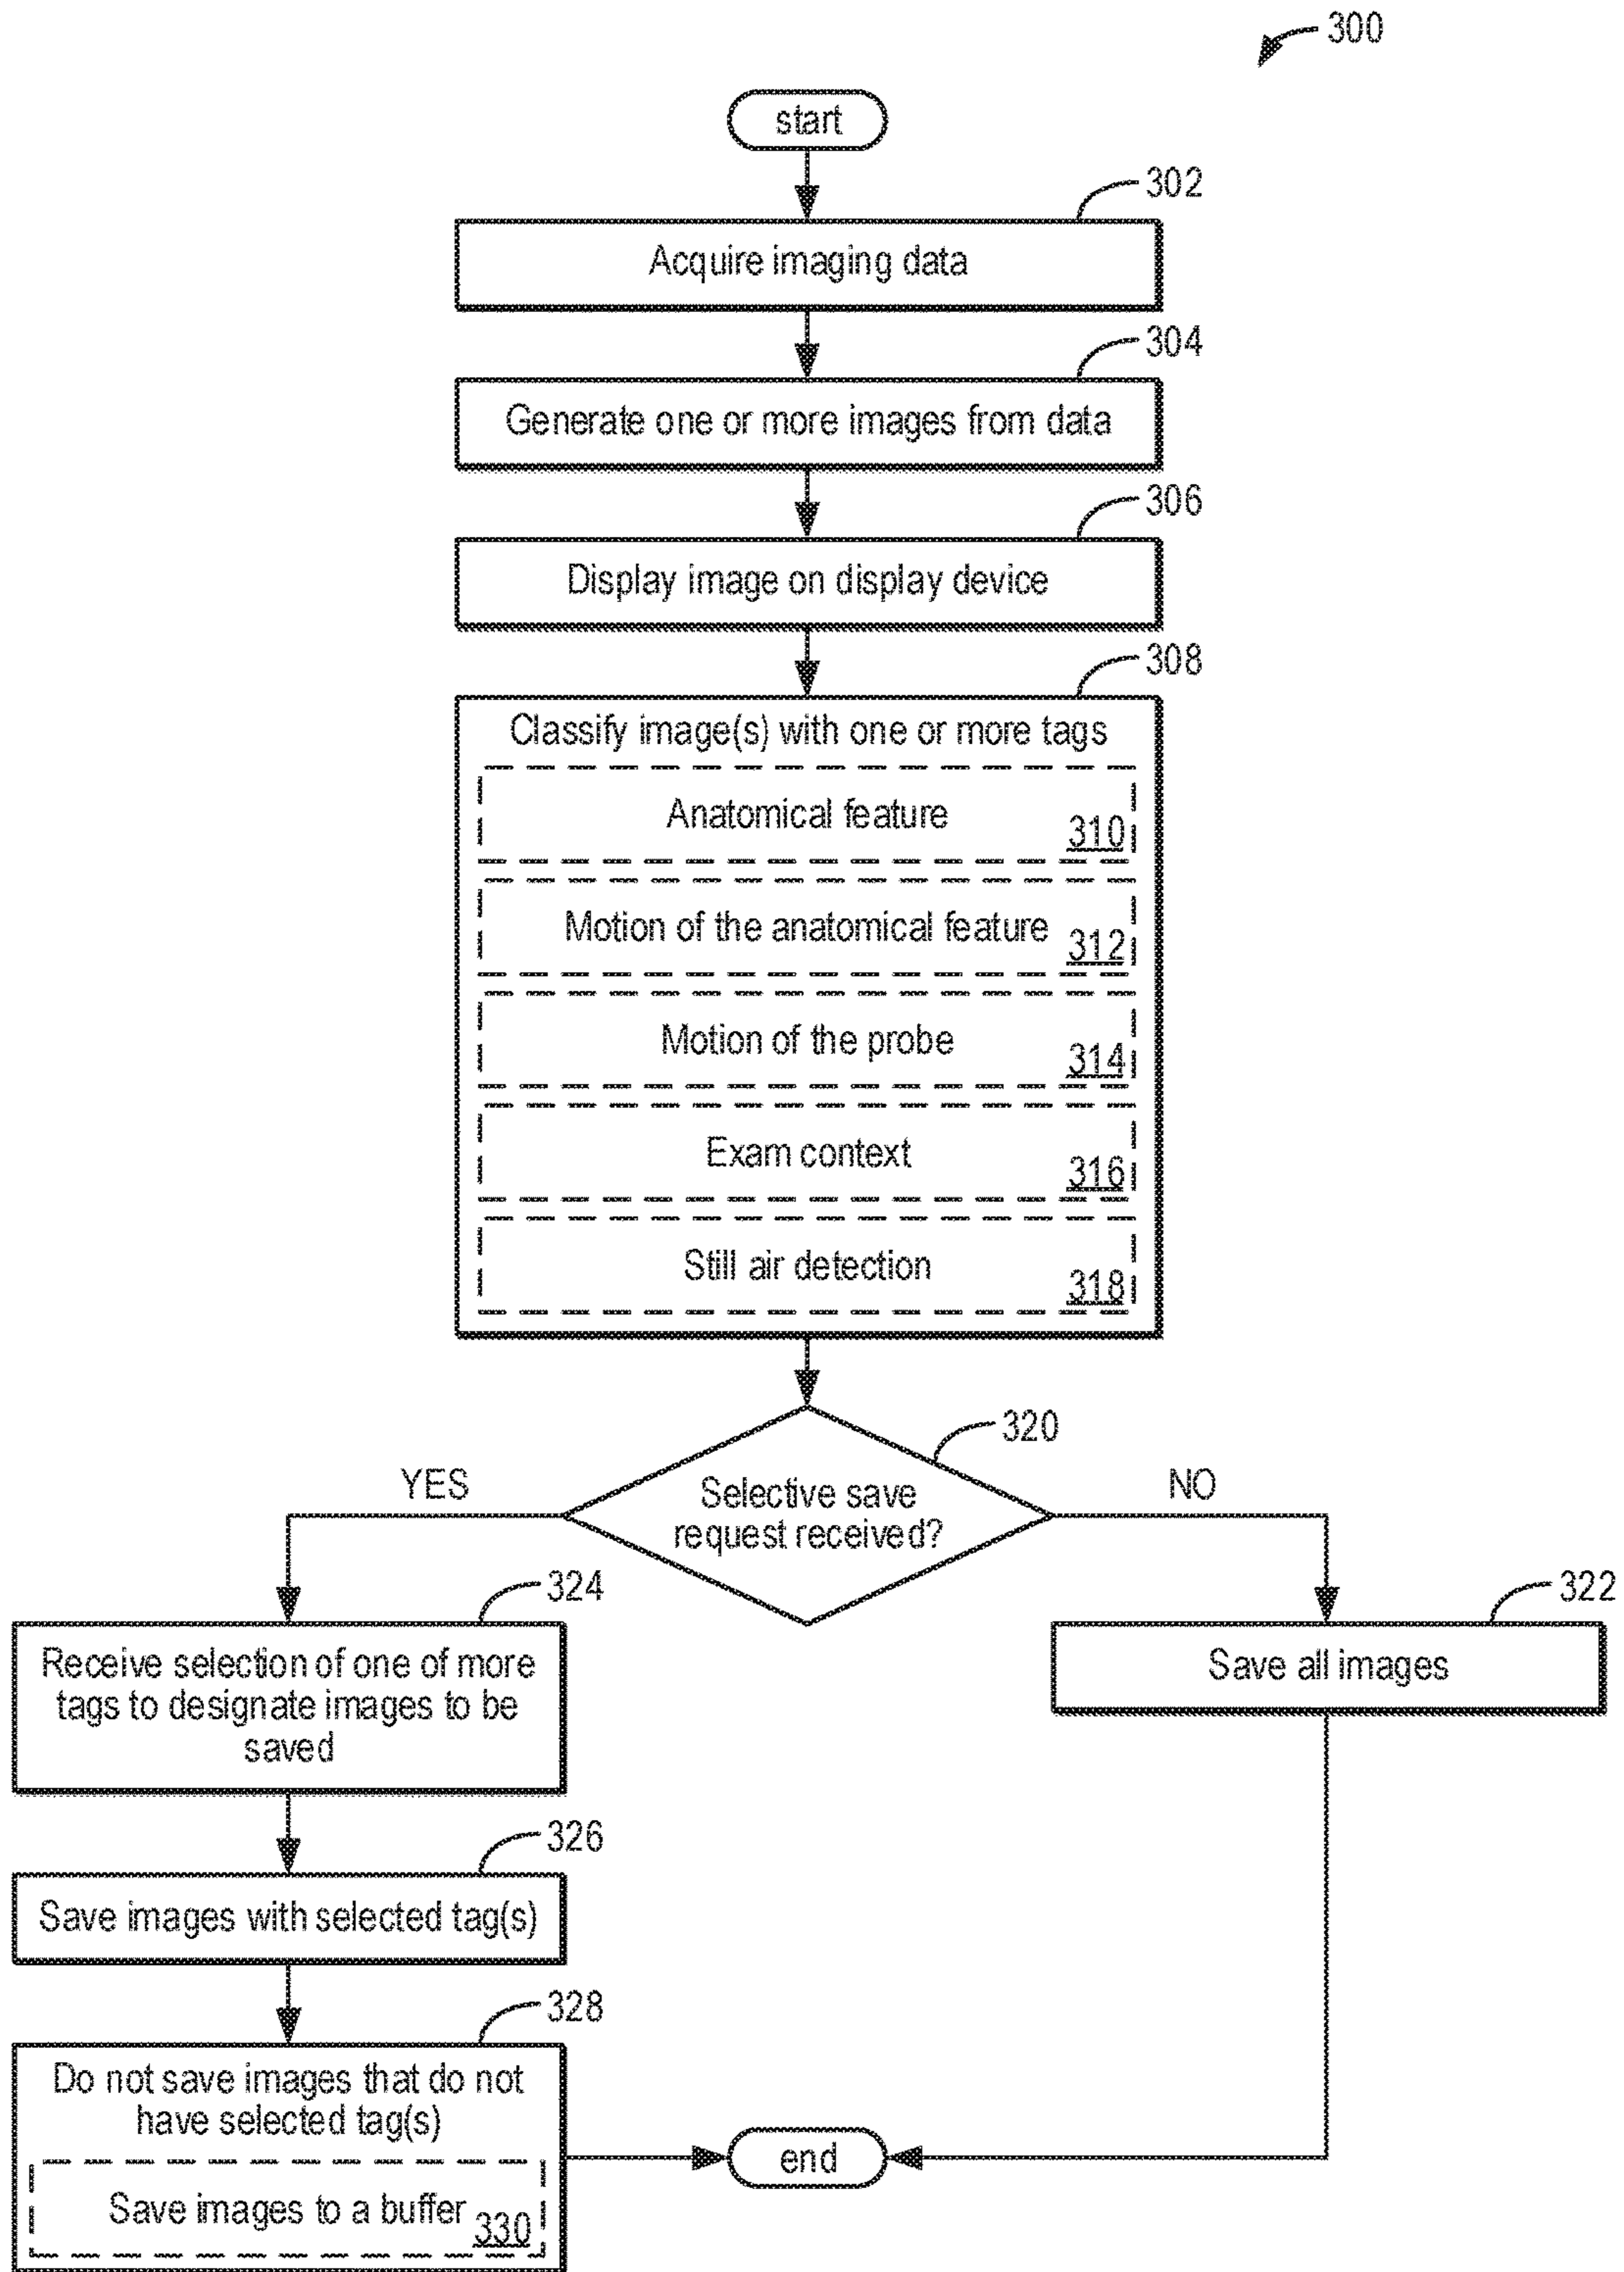 300
start
302
Acquire imaging data
304
Generate one or more images from data
306
Display image on display device
308
Classify image(s) with one or more tags
Anatomical feature
310
Motion of the anatomical feature
312
Motion of the probe
314
Exam context
316
Still air detection
318
320
Selective save
request received?
YES
NO
324
Receive selection of one of more
tags to designate images to be
saved
322
Save all images
326
Save images with selected tag(s)
328
Do not save images that do not
have selected tag(s)
Save images to a buffer
330
end